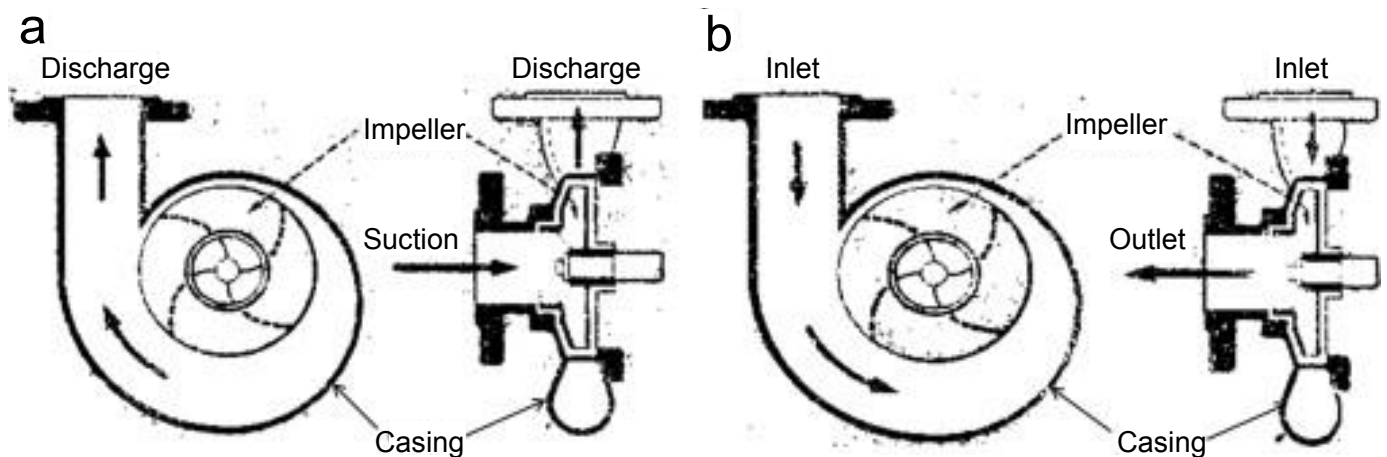 a
Discharge
Discharge
Impeller
Suction
Casing
b
Inlet
Inlet
Impeller
Outlet
Casing